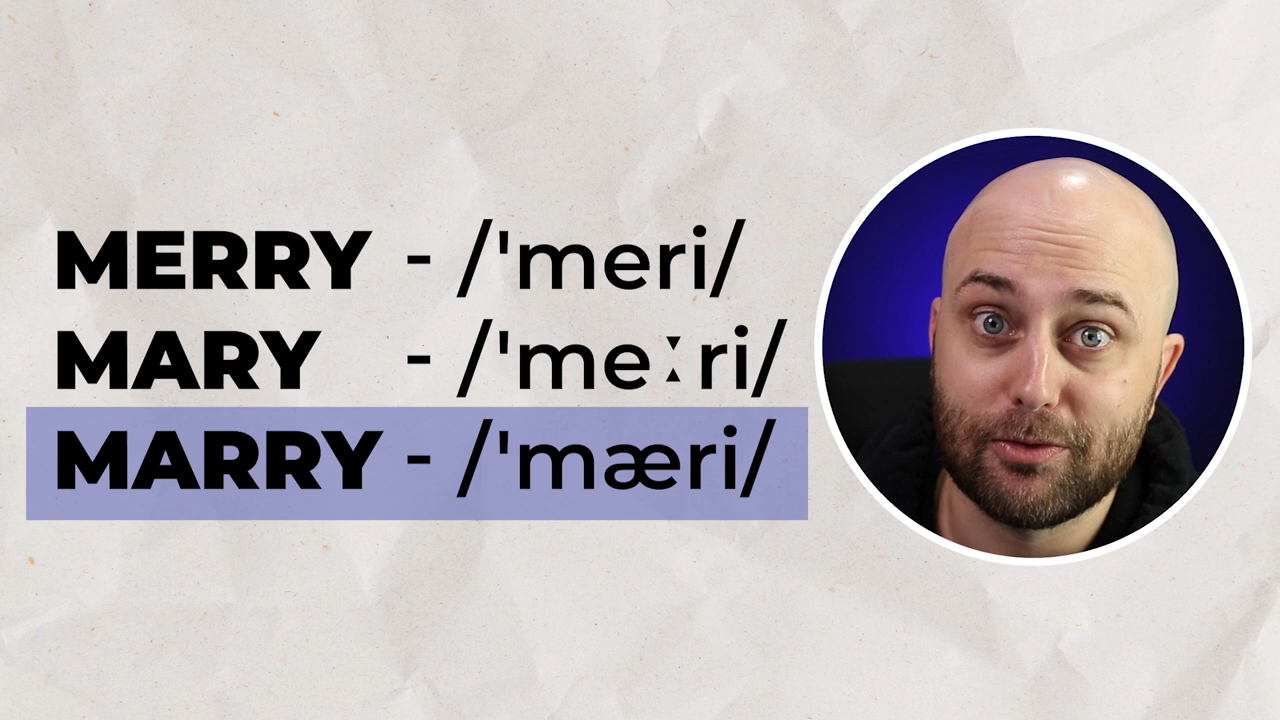 MERRY - /'meri/
MARY - /'meːri/
MARRY - /'mæri/